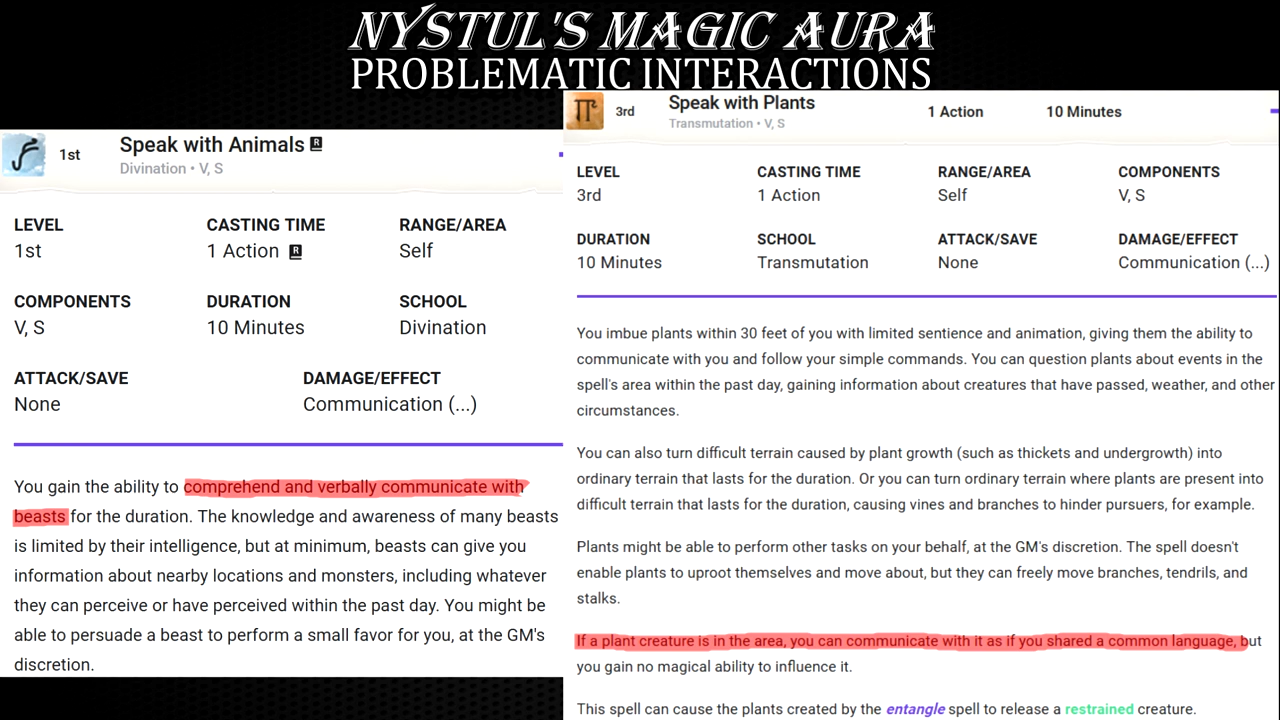 NYSTUL'S MAGIC AURA
PROBLEMATIC INTERACTIONS
1st
Speak with Animals R
Divination • V, S
LEVEL
1st
CASTING TIME
1 Action R
RANGE/AREA
Self
COMPONENTS
V, S
DURATION
10 Minutes
SCHOOL
Divination
ATTACK/SAVE
None
DAMAGE/EFFECT
Communication (...)
You gain the ability to comprehend and verbally communicate with
beasts for the duration. The knowledge and awareness of many beasts
is limited by their intelligence, but at minimum, beasts can give you
information about nearby locations and monsters, including whatever
they can perceive or have perceived within the past day. You might be
able to persuade a beast to perform a small favor for you, at the GM's
discretion.
3rd
Speak with Plants
Transmutation • V, S
1 Action
10 Minutes
LEVEL
3rd
CASTING TIME
1 Action
RANGE/AREA
Self
COMPONENTS
V, S
DURATION
10 Minutes
SCHOOL
Transmutation
ATTACK/SAVE
None
DAMAGE/EFFECT
Communication (...)
You imbue plants within 30 feet of you with limited sentience and animation, giving them the ability to
communicate with you and follow your simple commands. You can question plants about events in the
spell's area within the past day, gaining information about creatures that have passed, weather, and other
circumstances.
You can also turn difficult terrain caused by plant growth (such as thickets and undergrowth) into
ordinary terrain that lasts for the duration. Or you can turn ordinary terrain where plants are present into
difficult terrain that lasts for the duration, causing vines and branches to hinder pursuers, for example.
Plants might be able to perform other tasks on your behalf, at the GM's discretion. The spell doesn't
enable plants to uproot themselves and move about, but they can freely move branches, tendrils, and
stalks.
If a plant creature is in the area, you can communicate with it as if you shared a common language, but
you gain no magical ability to influence it.
This spell can cause the plants created by the entangle spell to release a restrained creature.